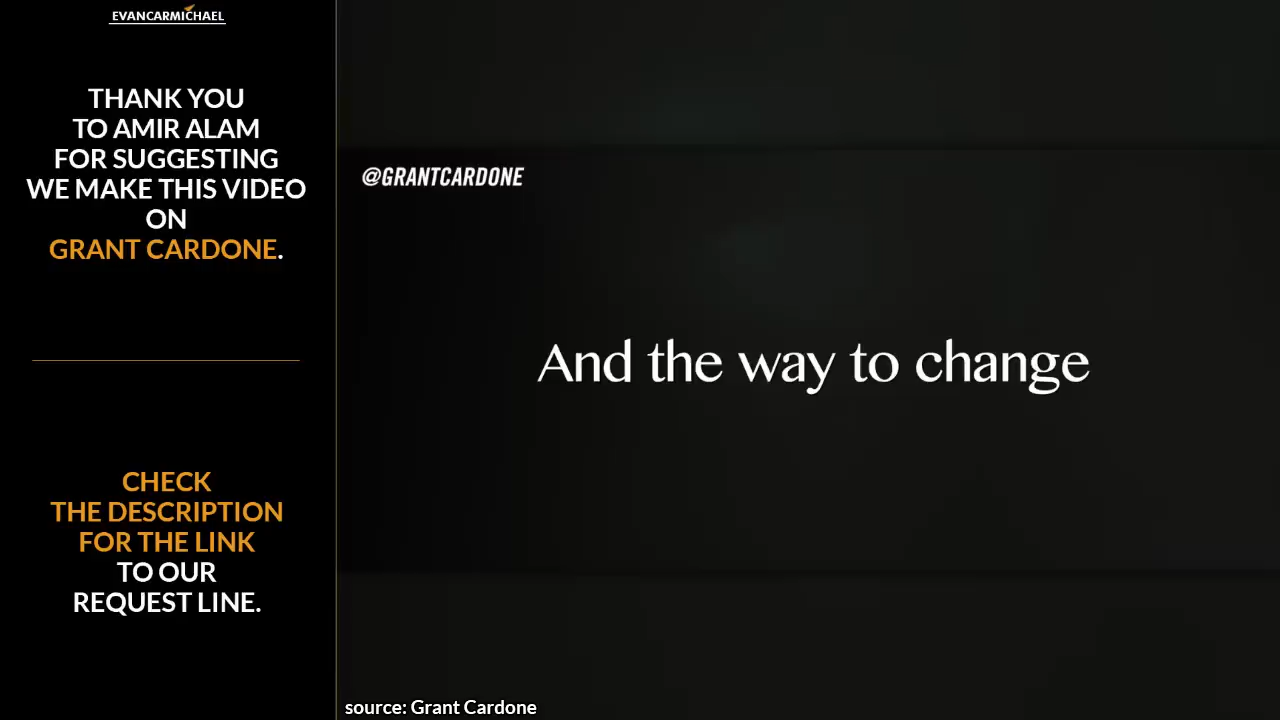 EVANCARMICHAEL
THANK YOU
TO AMIR ALAM
FOR SUGGESTING
WE MAKE THIS VIDEO
ON
GRANT CARDONE.
CHECK
THE DESCRIPTION
FOR THE LINK
TO OUR
REQUEST LINE.
@GRANTCARDONE
And the way to change
source: Grant Cardone